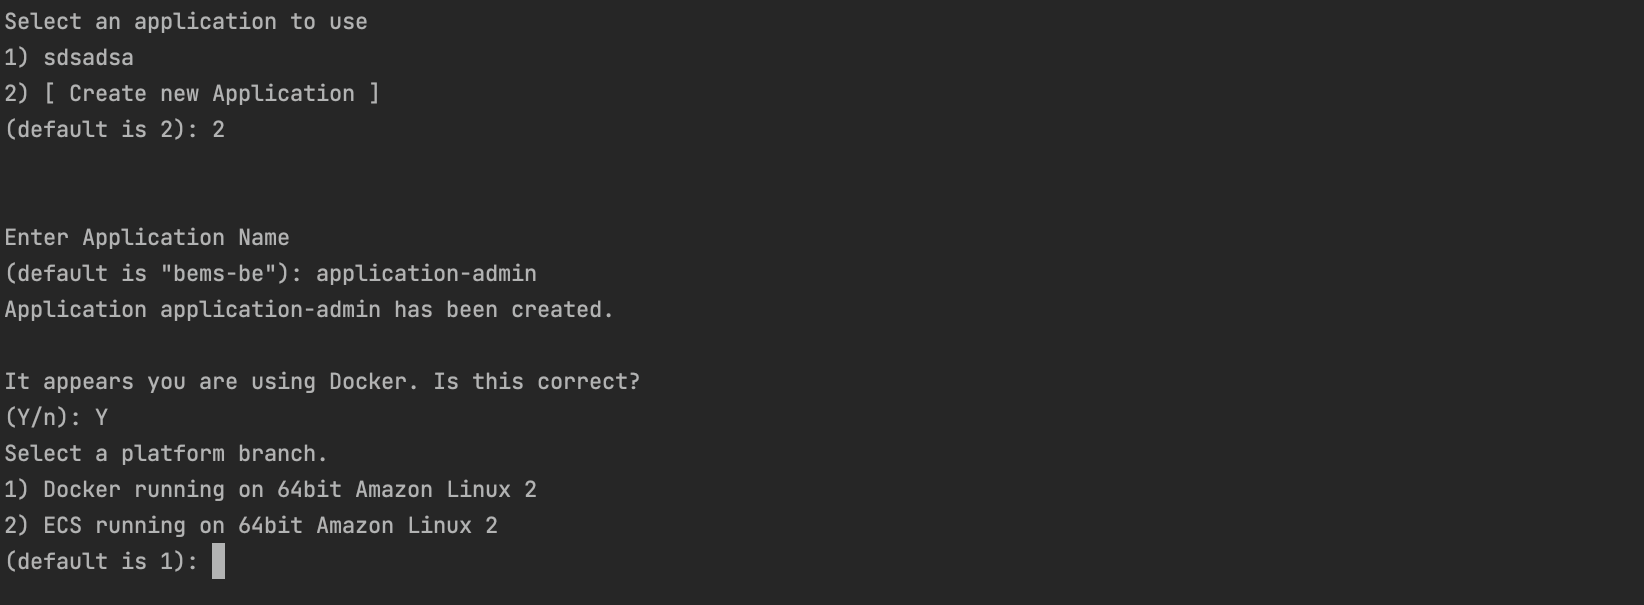 Select an application to use
1) sdsadsa
2) [ Create new Application ]
(default is 2): 2
Enter Application Name
(default is "bems-be"): application-admin
Application application-admin has been created.
It appears you are using Docker. Is this correct?
(Y/n): Y
Select a platform branch.
1) Docker running on 64bit Amazon Linux 2
2) ECS running on 64bit Amazon Linux 2
(default is 1):